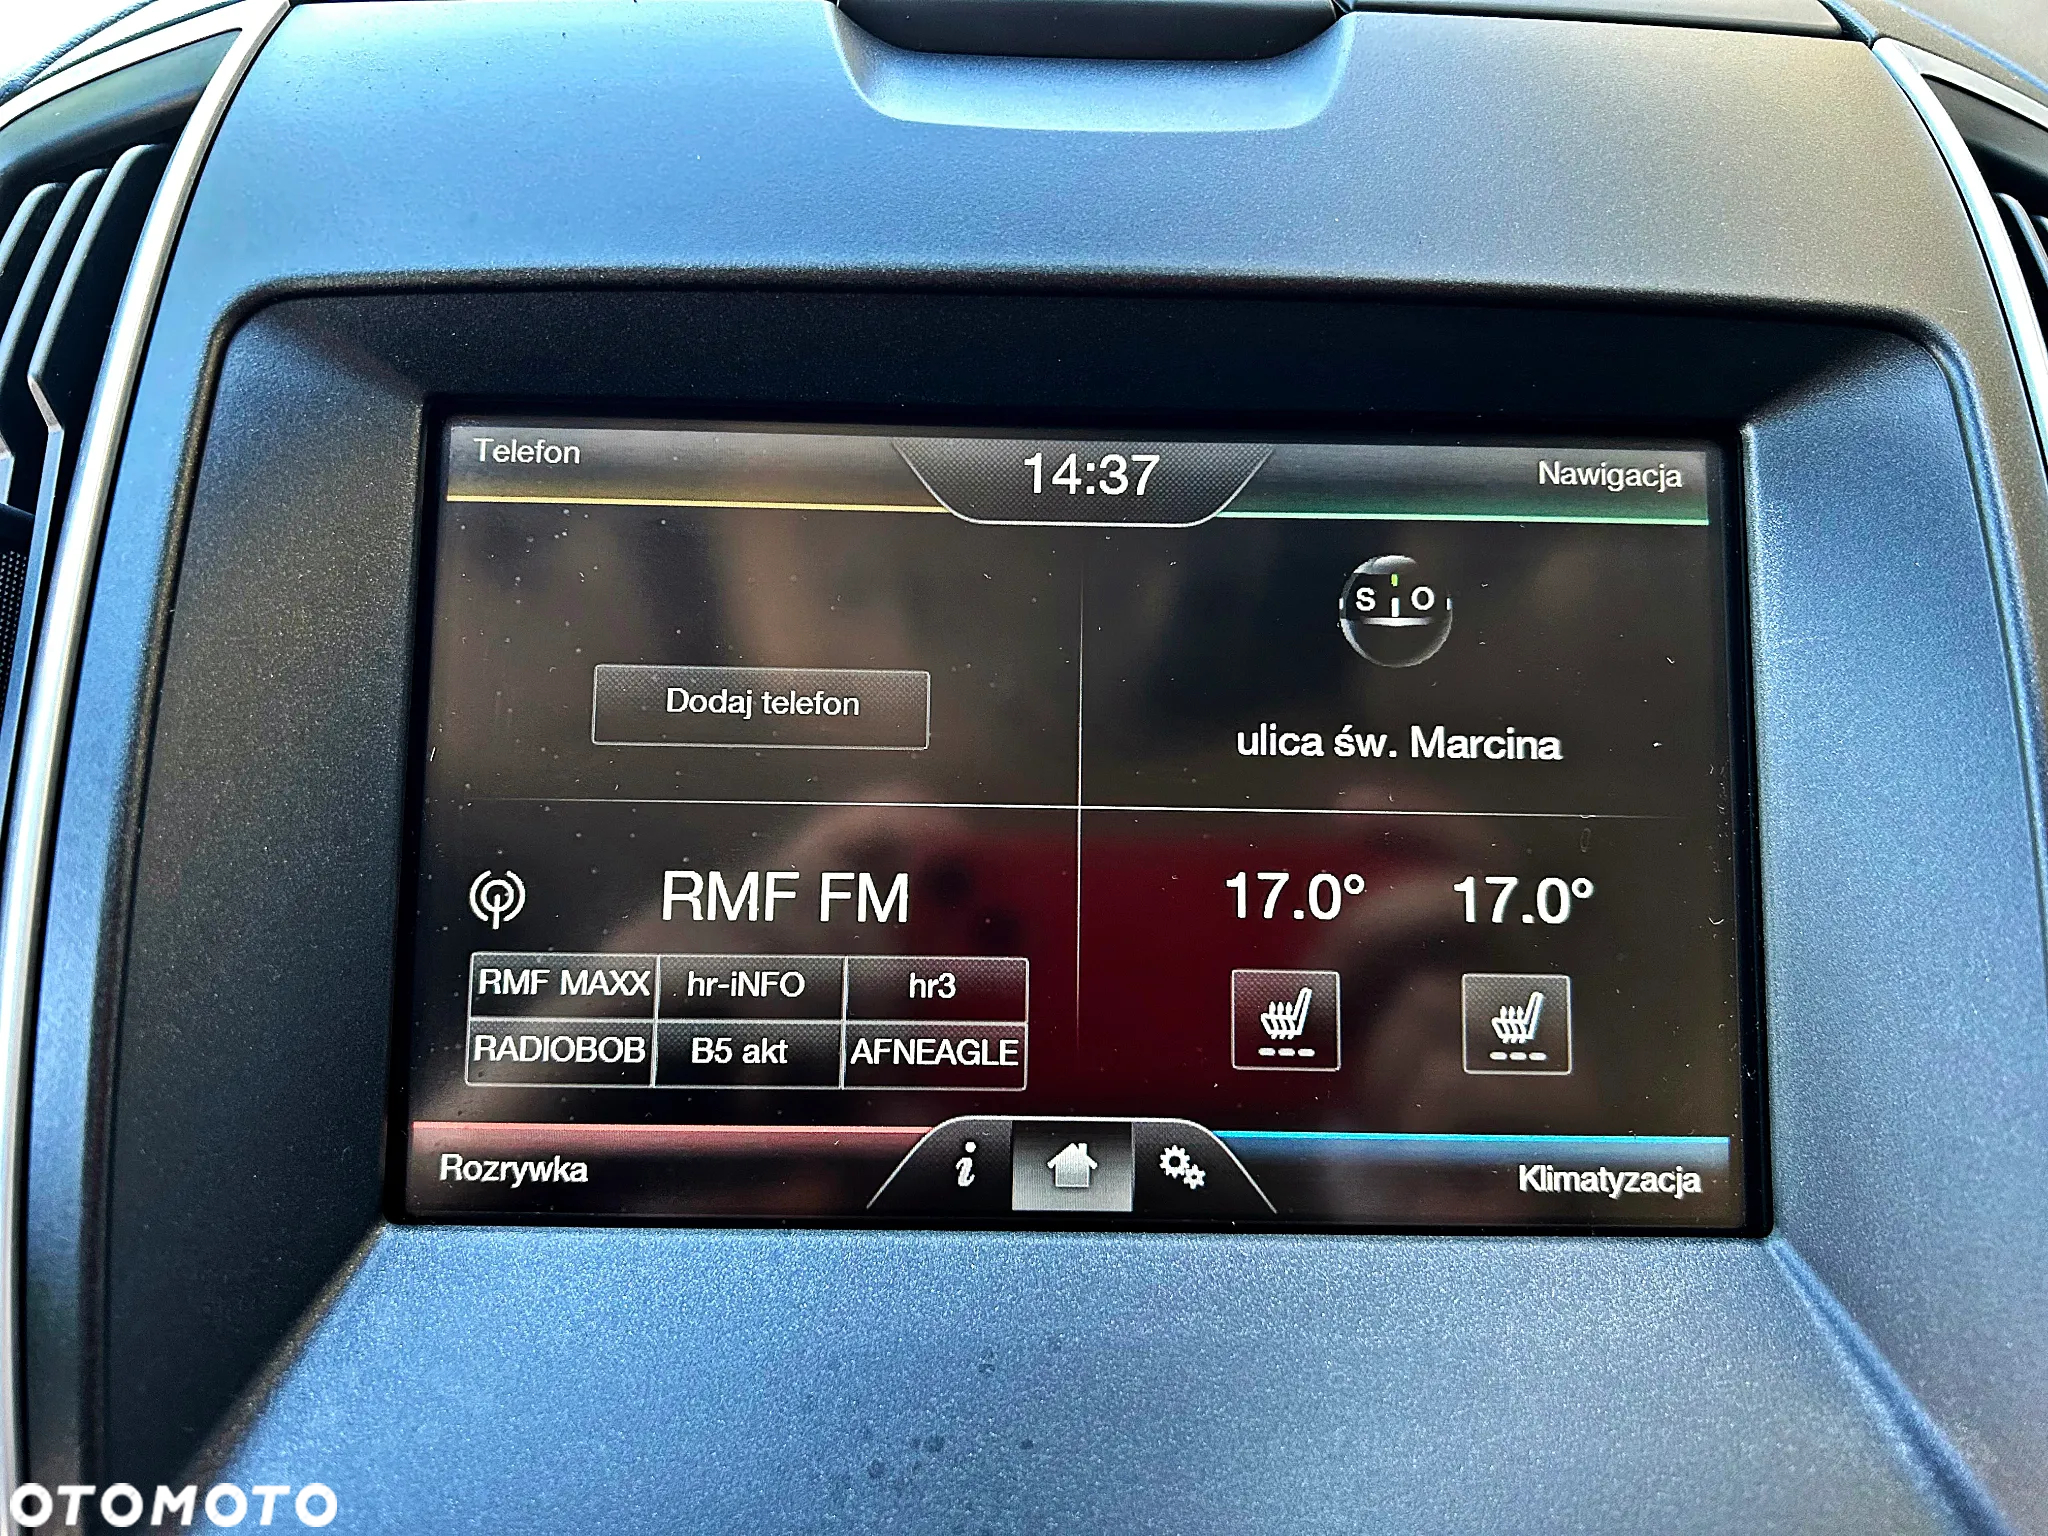 Telefon
14:37
Nawigacja
S O
Dodaj telefon
ulica św. Marcina
RMF FM
17.0° 17.0°
RMF MAXX hr-iNFO hr3
RADIOBOB B5 akt AFNEAGLE
Rozrywka
i
Klimatyzacja
OTOMOTO